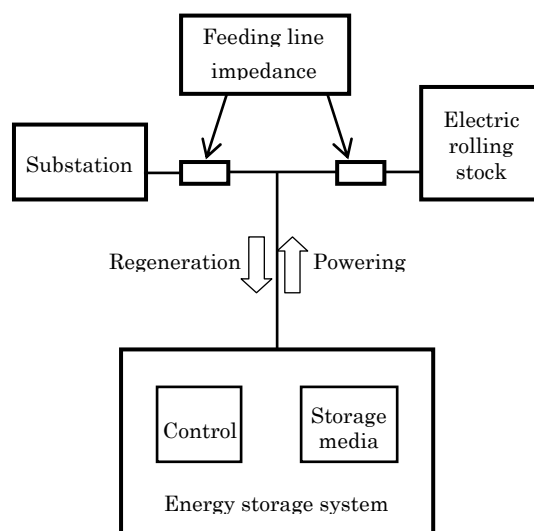 Feeding line
impedance
Substation
Electric
rolling
stock
Regeneration
Powering
Control
Storage
media
Energy storage system